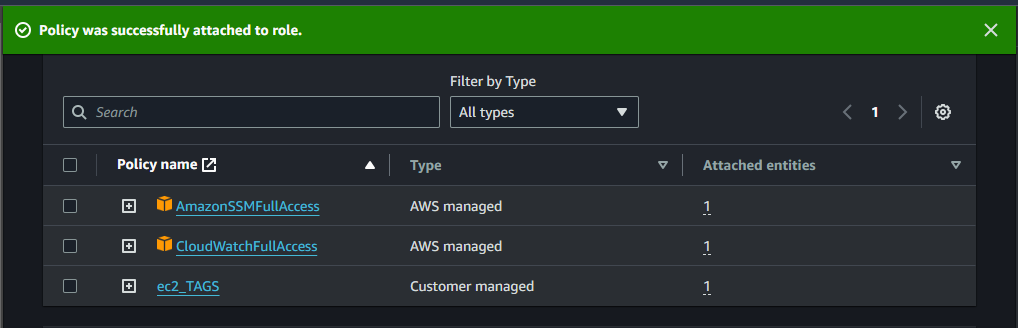 Policy was successfully attached to role.
Filter by Type
Search
All types
1
Policy name Type Attached entities
AmazonSSMFullAccess AWS managed 1
CloudWatchFullAccess AWS managed 1
ec2_TAGS Customer managed 1